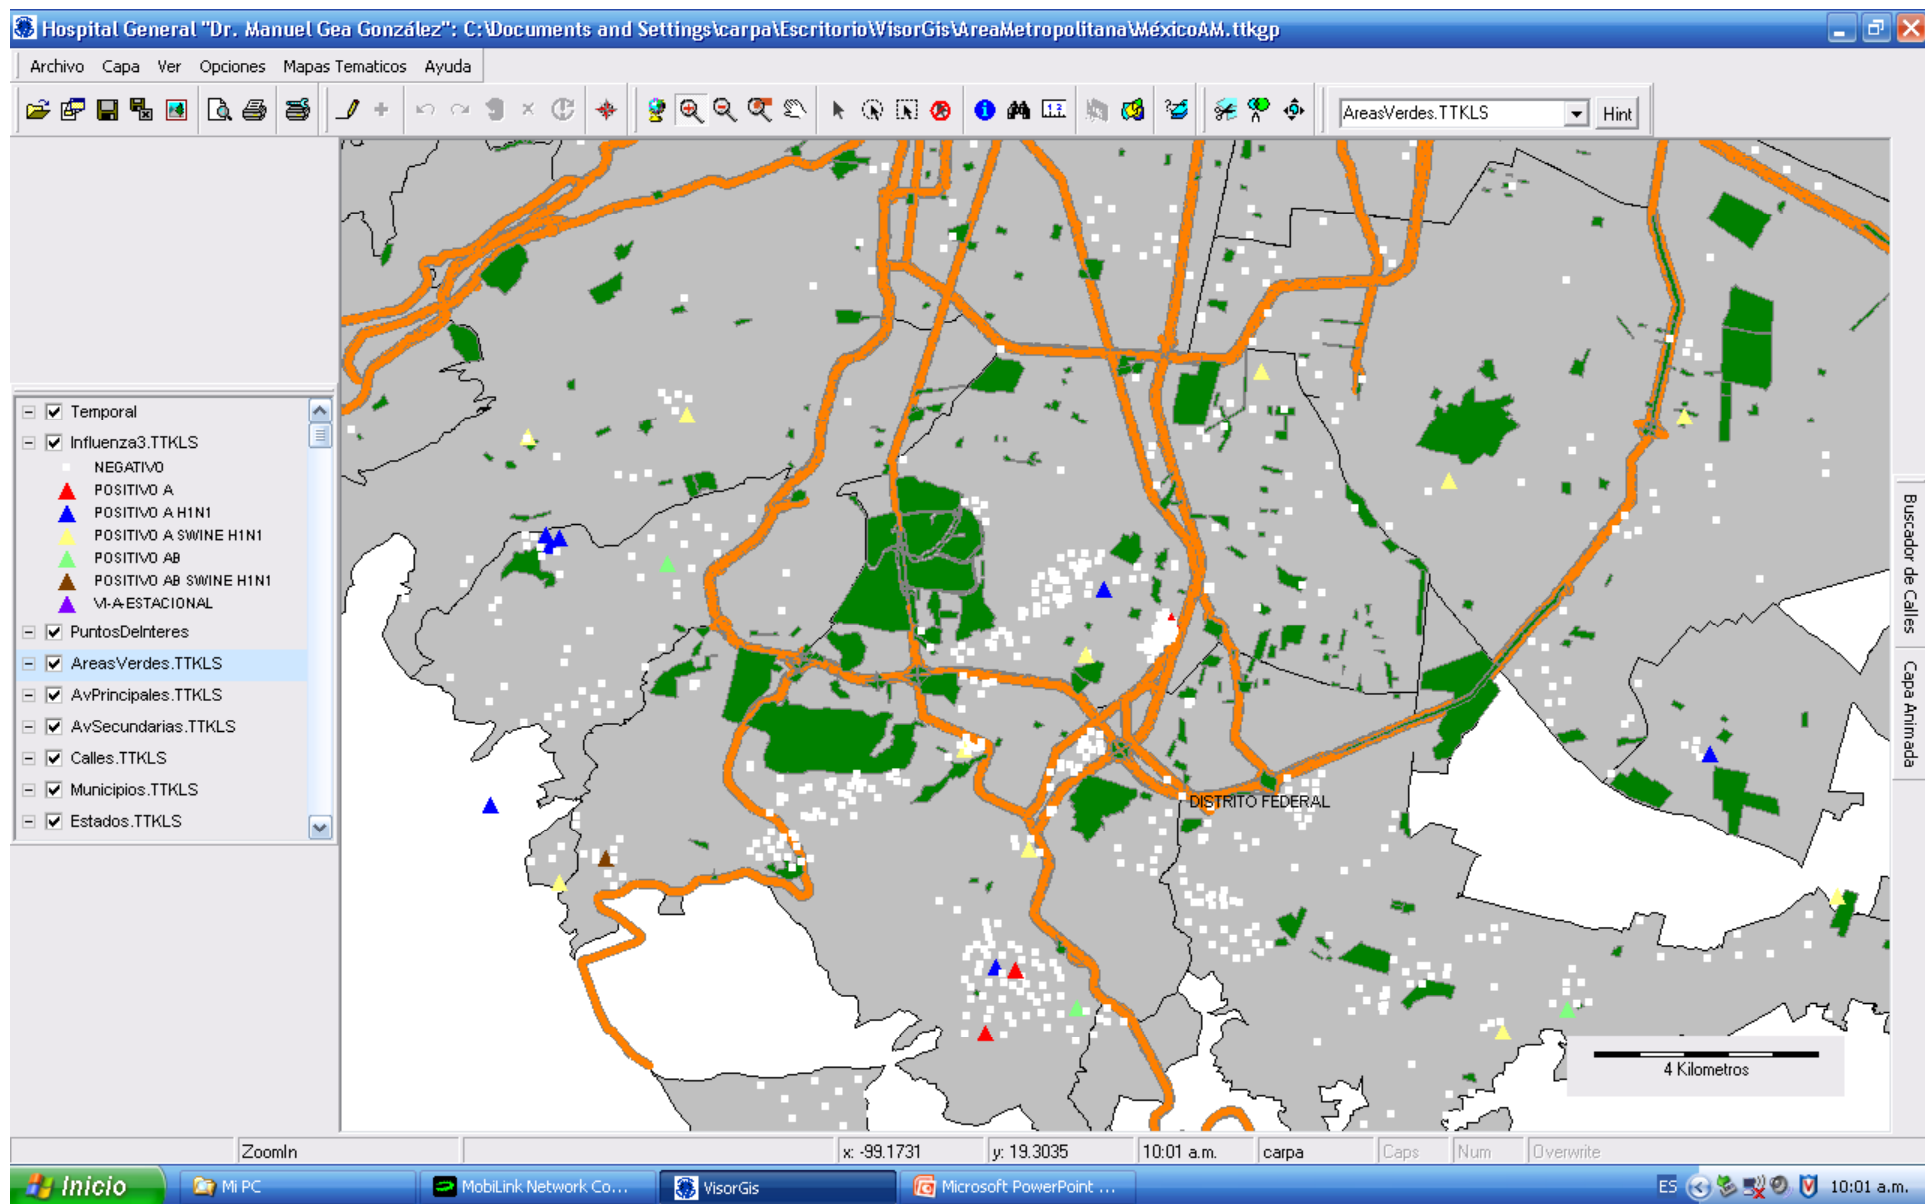 Hospital General "Dr. Manuel Gea González": C:\Documents and Settings\carpa\Escritorio\VisorGis\AreaMetropolitana\MéxicoAM.ttkgp
Archivo Capa Ver Opciones Mapas Tematicos Ayuda
AreasVerdes.TTKLS Hint
Temporal
Influenza3.TTKLS
NEGATIVO
POSITIVO A
POSITIVO A H1N1
POSITIVO A SWINE H1N1
POSITIVO AB
POSITIVO AB SWINE H1N1
VI-A-ESTACIONAL
PuntosDeInteres
AreasVerdes.TTKLS
AvPrincipales.TTKLS
AvSecundarias.TTKLS
Calles.TTKLS
Municipios.TTKLS
Estados.TTKLS
DISTRITO FEDERAL
4 Kilometros
Buscador de Calles
Capa Animada
ZoomIn x: -99.1731 y: 19.3035 10:01 a.m. carpa Caps Num Overwrite
Inicio Mi PC MobiLink Network Co... VisorGis Microsoft PowerPoint ... ES 10:01 a.m.